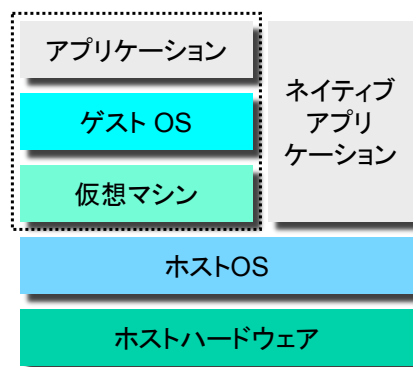 アプリケーション
ゲスト OS
仮想マシン
ネイティブ
アプリ
ケーション
ホストOS
ホストハードウェア